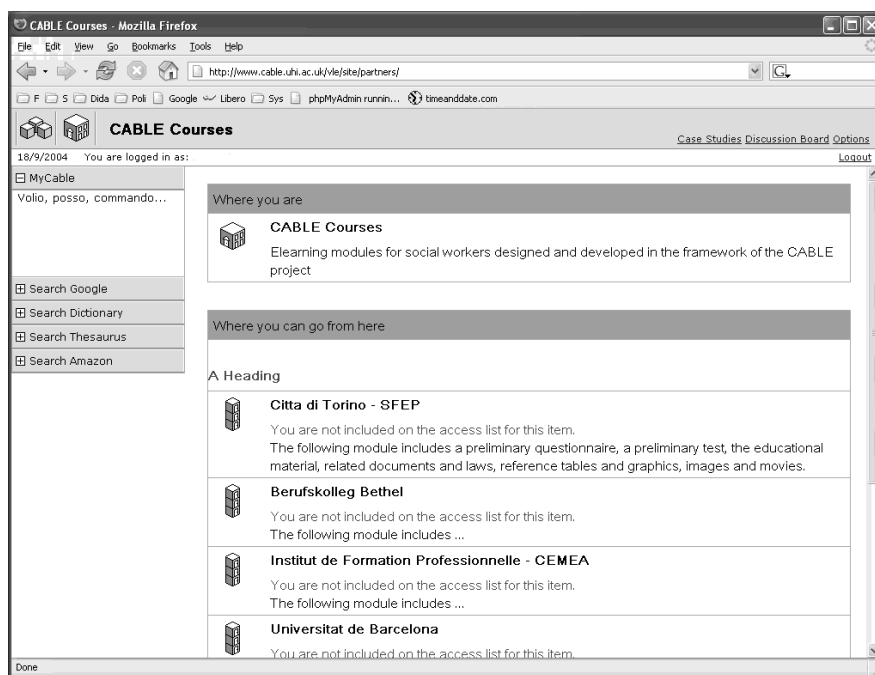 CABLE Courses - Mozilla Firefox
File Edit View Go Bookmarks Tools Help
http://www.cable.uhi.ac.uk/vle/site/partners/
G
F S Dida Poli Google Libero Sys phpMyAdmin runnin... timeanddate.com
CABLE Courses
Case Studies Discussion Board Options
18/9/2004 You are logged in as:
Logout
MyCable
Volio, posso, commando...
Search Google
Search Dictionary
Search Thesaurus
Search Amazon
Where you are
CABLE Courses
Elearning modules for social workers designed and developed in the framework of the CABLE
project
Where you can go from here
A Heading
Citta di Torino - SFEP
You are not included on the access list for this item.
The following module includes a preliminary questionnaire, a preliminary test, the educational
material, related documents and laws, reference tables and graphics, images and movies.
Berufskolleg Bethel
You are not included on the access list for this item.
The following module includes ...
Institut de Formation Professionnelle - CEMEA
You are not included on the access list for this item.
The following module includes ...
Universitat de Barcelona
You are not included on the access list for this item.
Done